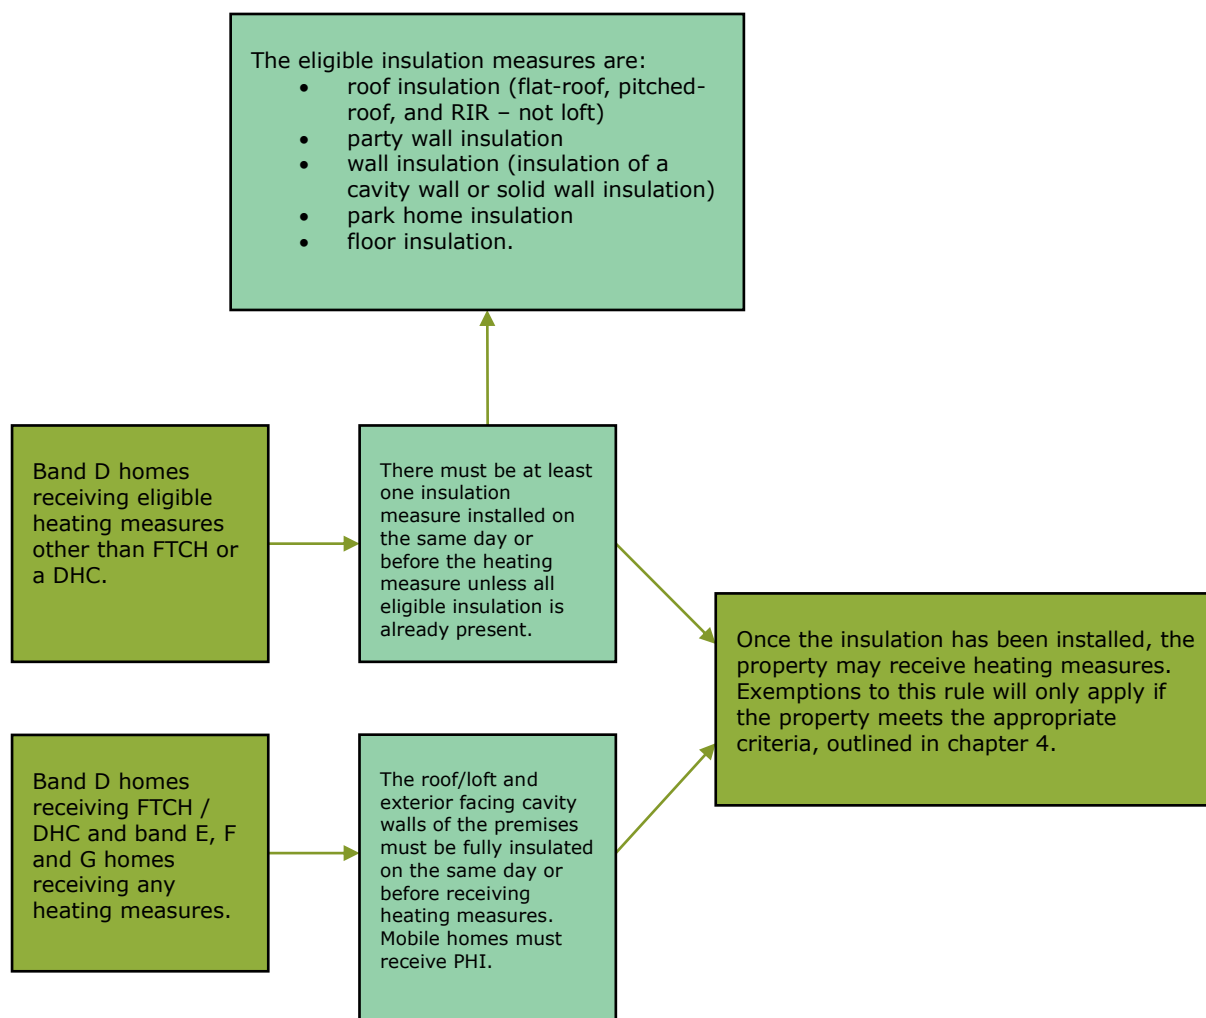 The eligible insulation measures are:
• roof insulation (flat-roof, pitched-
roof, and RIR – not loft)
• party wall insulation
• wall insulation (insulation of a
cavity wall or solid wall insulation)
• park home insulation
• floor insulation.
Band D homes
receiving eligible
heating measures
other than FTCH or
a DHC.
There must be at least
one insulation
measure installed on
the same day or
before the heating
measure unless all
eligible insulation is
already present.
Once the insulation has been installed, the
property may receive heating measures.
Exemptions to this rule will only apply if
the property meets the appropriate
criteria, outlined in chapter 4.
Band D homes
receiving FTCH /
DHC and band E, F
and G homes
receiving any
heating measures.
The roof/loft and
exterior facing cavity
walls of the premises
must be fully insulated
on the same day or
before receiving
heating measures.
Mobile homes must
receive PHI.